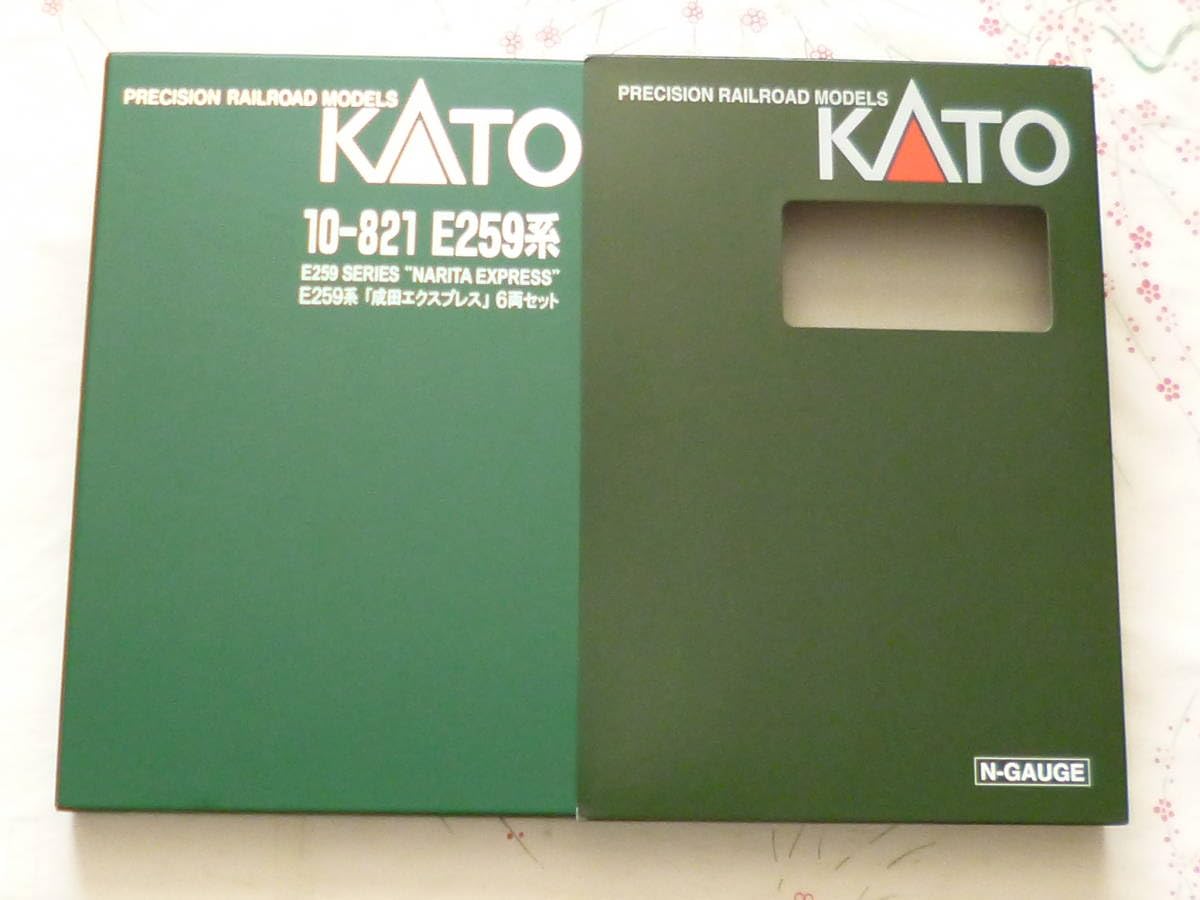 PRECISION RAILROAD MODELS
KATO
10-821 E259系
E259 SERIES "NARITA EXPRESS"
E259系「成田エクスプレス」6両セット
PRECISION RAILROAD MODELS
KATO
N-GAUGE